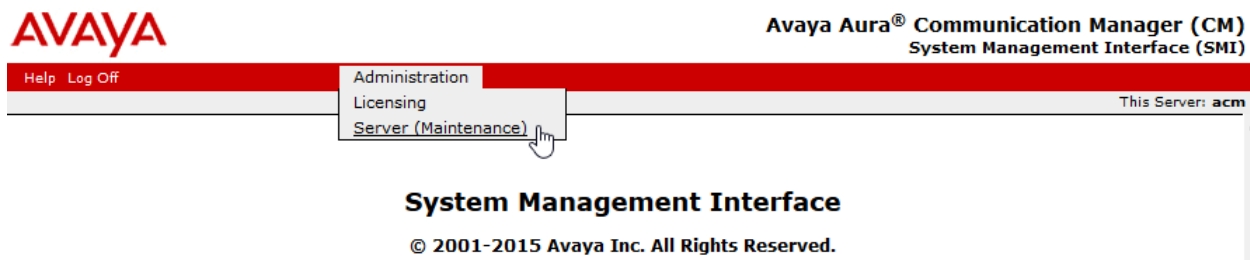 AVAYA
Avaya Aura® Communication Manager (CM)
System Management Interface (SMI)
Help Log Off
Administration
Licensing
This Server: acm
Server (Maintenance)
System Management Interface
© 2001-2015 Avaya Inc. All Rights Reserved.